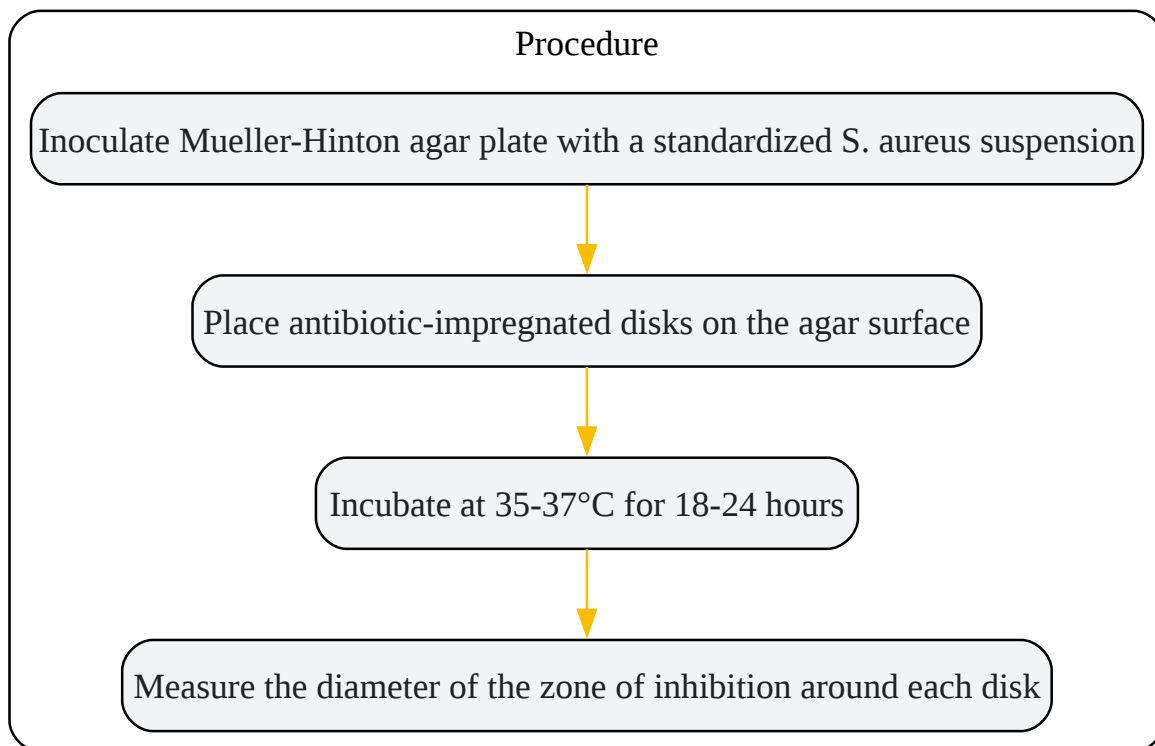 Procedure
Inoculate Mueller-Hinton agar plate with a standardized S. aureus suspension
Place antibiotic-impregnated disks on the agar surface
Incubate at 35-37°C for 18-24 hours
Measure the diameter of the zone of inhibition around each disk